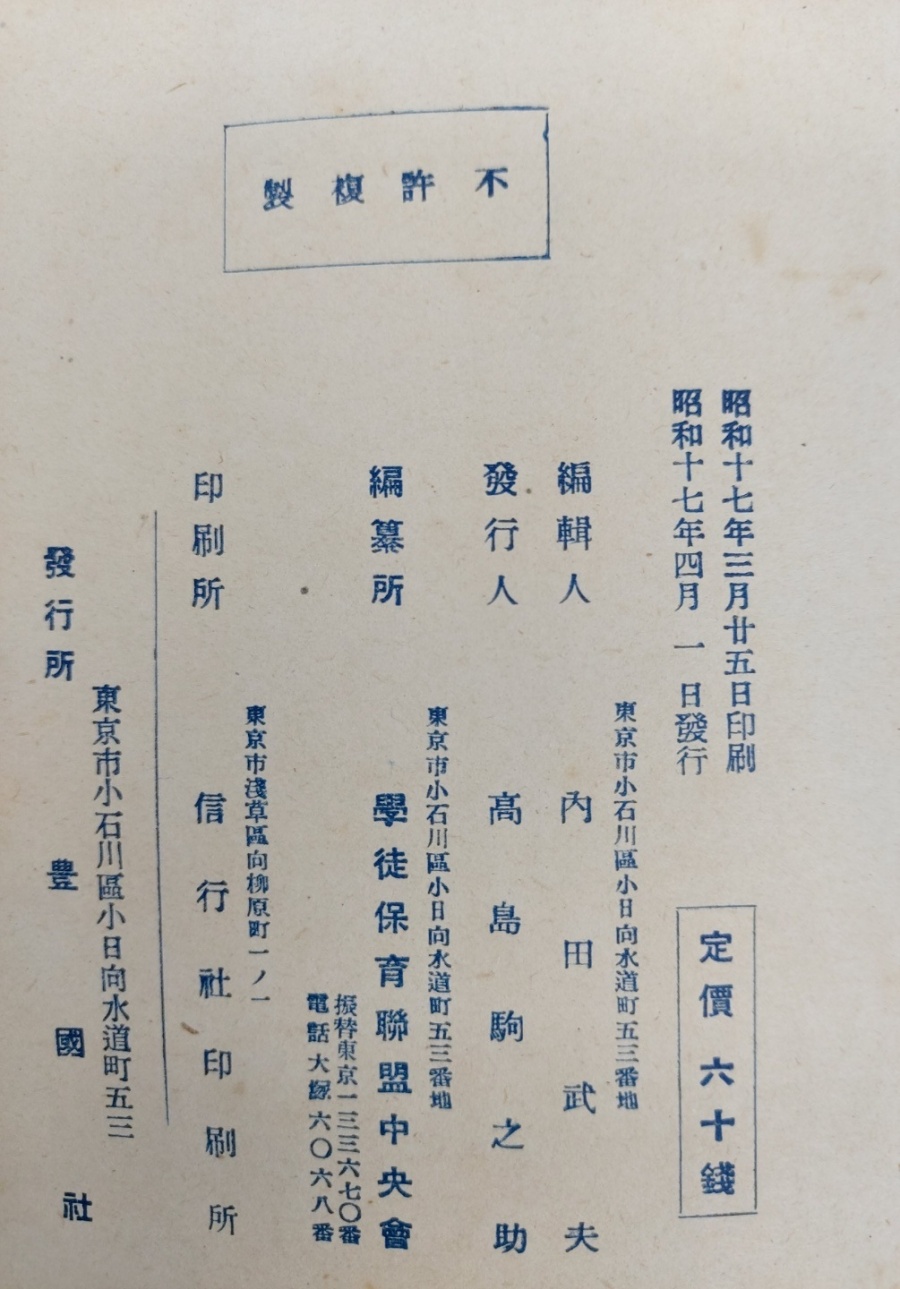 不許複製
昭和十七年三月廿五日印刷
昭和十七年四月一日發行
定價六十錢
東京市小石川區小日向水道町五三番地
編輯人 內田武夫
發行人 高島駒之助
東京市小石川區小日向水道町五三番地
編纂所 學徒保育聯盟中央會
振替東京一三三六七〇番
電話大塚六〇六八番
東京市淺草區向柳原町一ノ一
印刷所 信行社印刷所
東京市小石川區小日向水道町五三
發行所 豊國社